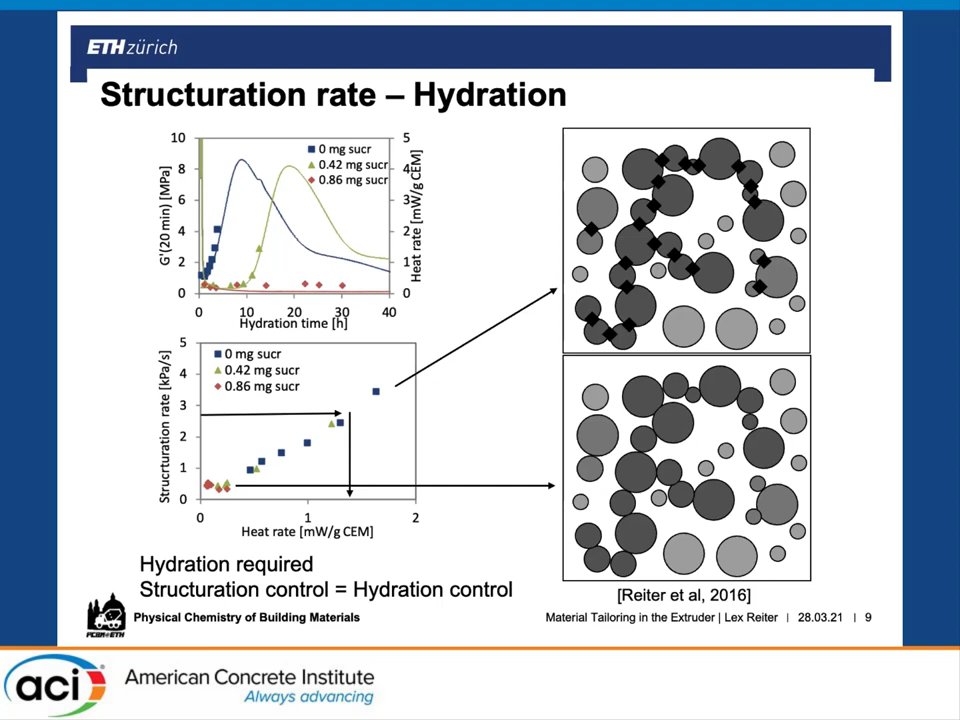 ETH zürich
Structuration rate – Hydration
10
8
6
4
2
0
5
4
3
2
1
0
0 mg sucr
0.42 mg sucr
0.86 mg sucr
G'(20 min) [MPa]
Heat rate [mW/g CEM]
0 10 20 30 40
Hydration time [h]
5
4
3
2
1
0
0 mg sucr
0.42 mg sucr
0.86 mg sucr
Strucrturation rate [kPa/s]
0 1 2
Heat rate [mW/g CEM]
Hydration required
Structuration control = Hydration control
[Reiter et al, 2016]
PCBM@ETH
Physical Chemistry of Building Materials
Material Tailoring in the Extruder | Lex Reiter | 28.03.21 | 9
aci
American Concrete Institute
Always advancing